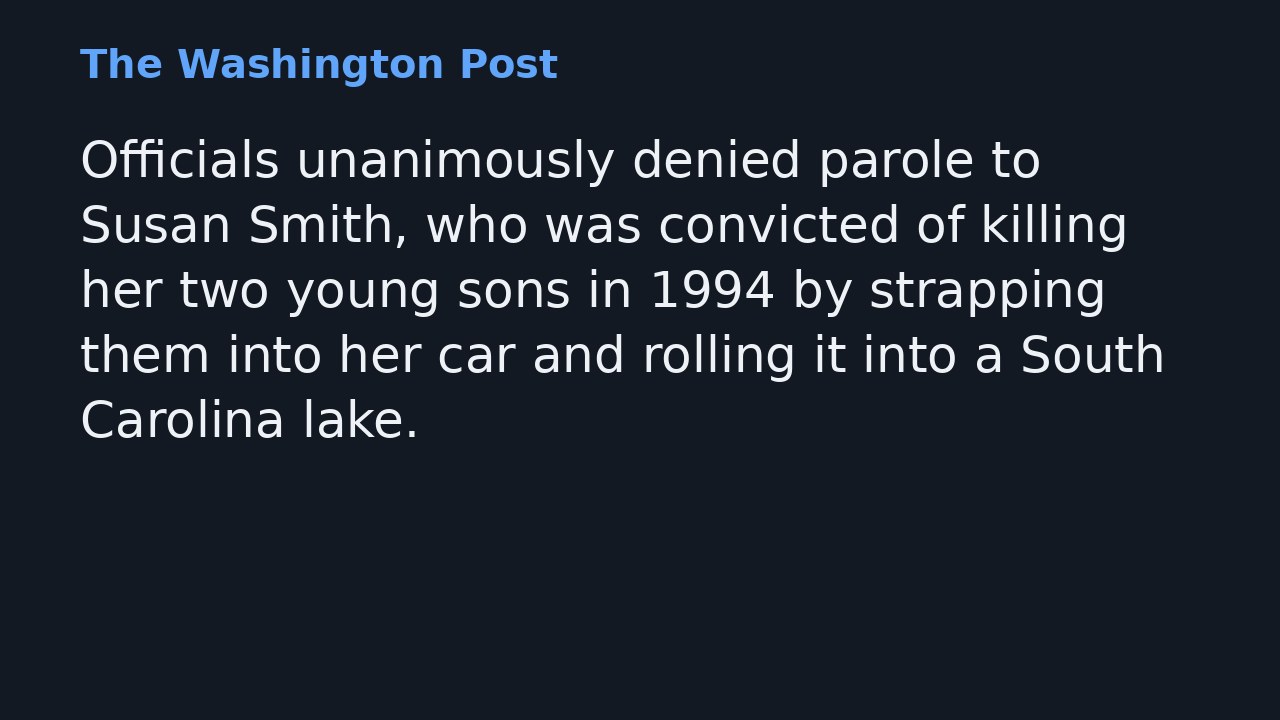 The Washington Post
Officials unanimously denied parole to
Susan Smith, who was convicted of killing
her two young sons in 1994 by strapping
them into her car and rolling it into a South
Carolina lake.